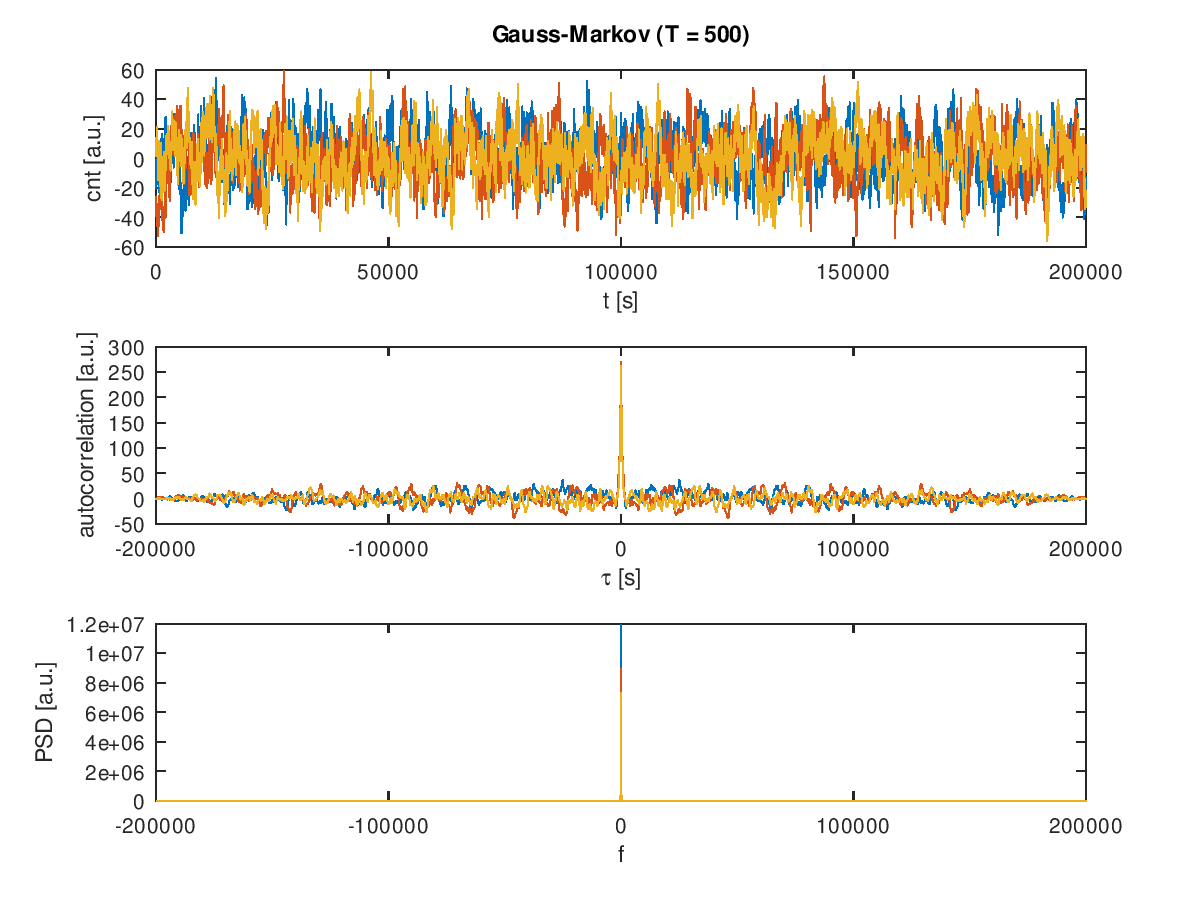 Gauss-Markov (T = 500)
60
40
20
0
-20
-40
-60
cnt [a.u.]
0 50000 100000 150000 200000
t [s]
300
250
200
150
100
50
0
-50
autocorrelation [a.u.]
-200000 -100000 0 100000 200000
τ [s]
1.2e+07
1e+07
8e+06
6e+06
4e+06
2e+06
0
PSD [a.u.]
-200000 -100000 0 100000 200000
f